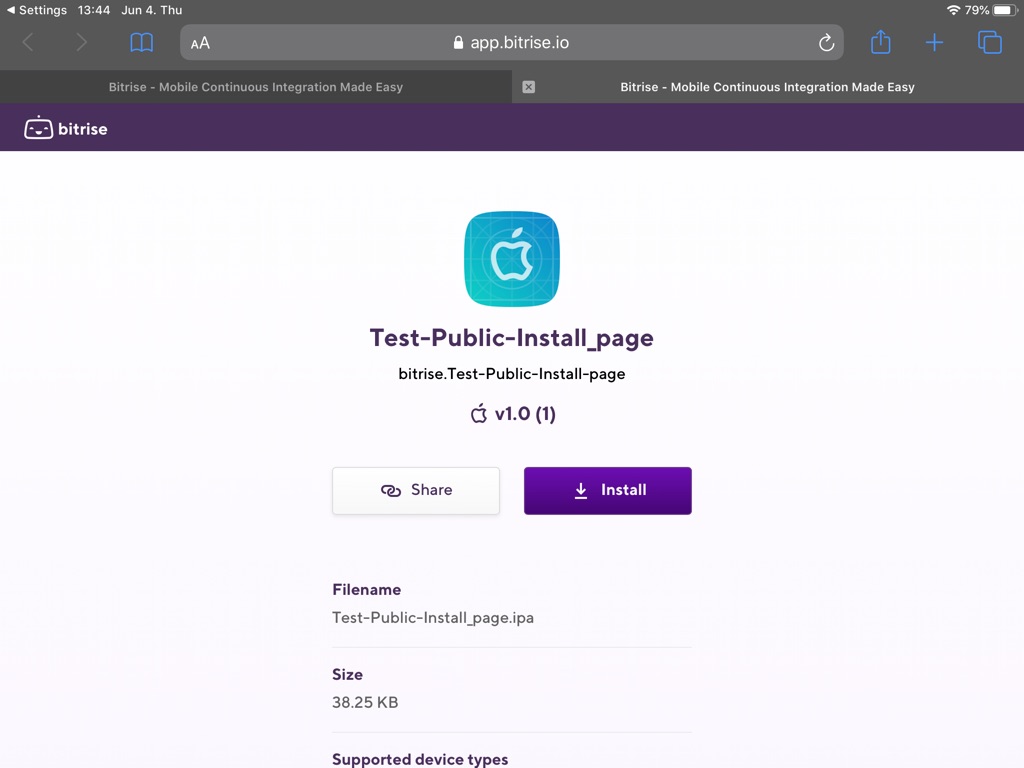 Settings 13:44 Jun 4. Thu 79%
AA app.bitrise.io
Bitrise - Mobile Continuous Integration Made Easy Bitrise - Mobile Continuous Integration Made Easy
bitrise
Test-Public-Install_page
bitrise.Test-Public-Install-page
v1.0 (1)
Share Install
Filename
Test-Public-Install_page.ipa
Size
38.25 KB
Supported device types